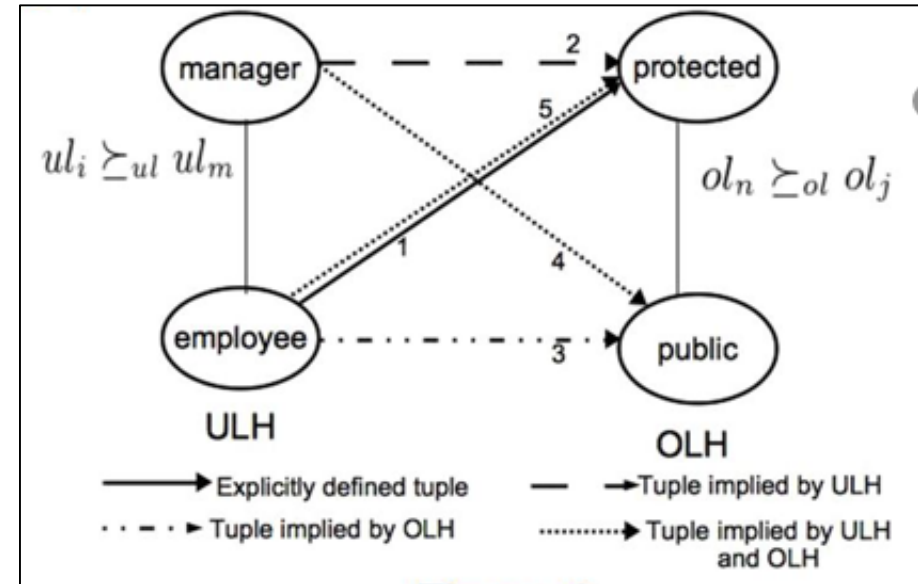 manager
2
protected
5
ul_i ⪰_ul ul_m
ol_n ⪰_ol ol_j
1
4
employee
3
public
ULH
OLH
Explicitly defined tuple
Tuple implied by ULH
Tuple implied by OLH
Tuple implied by ULH
and OLH